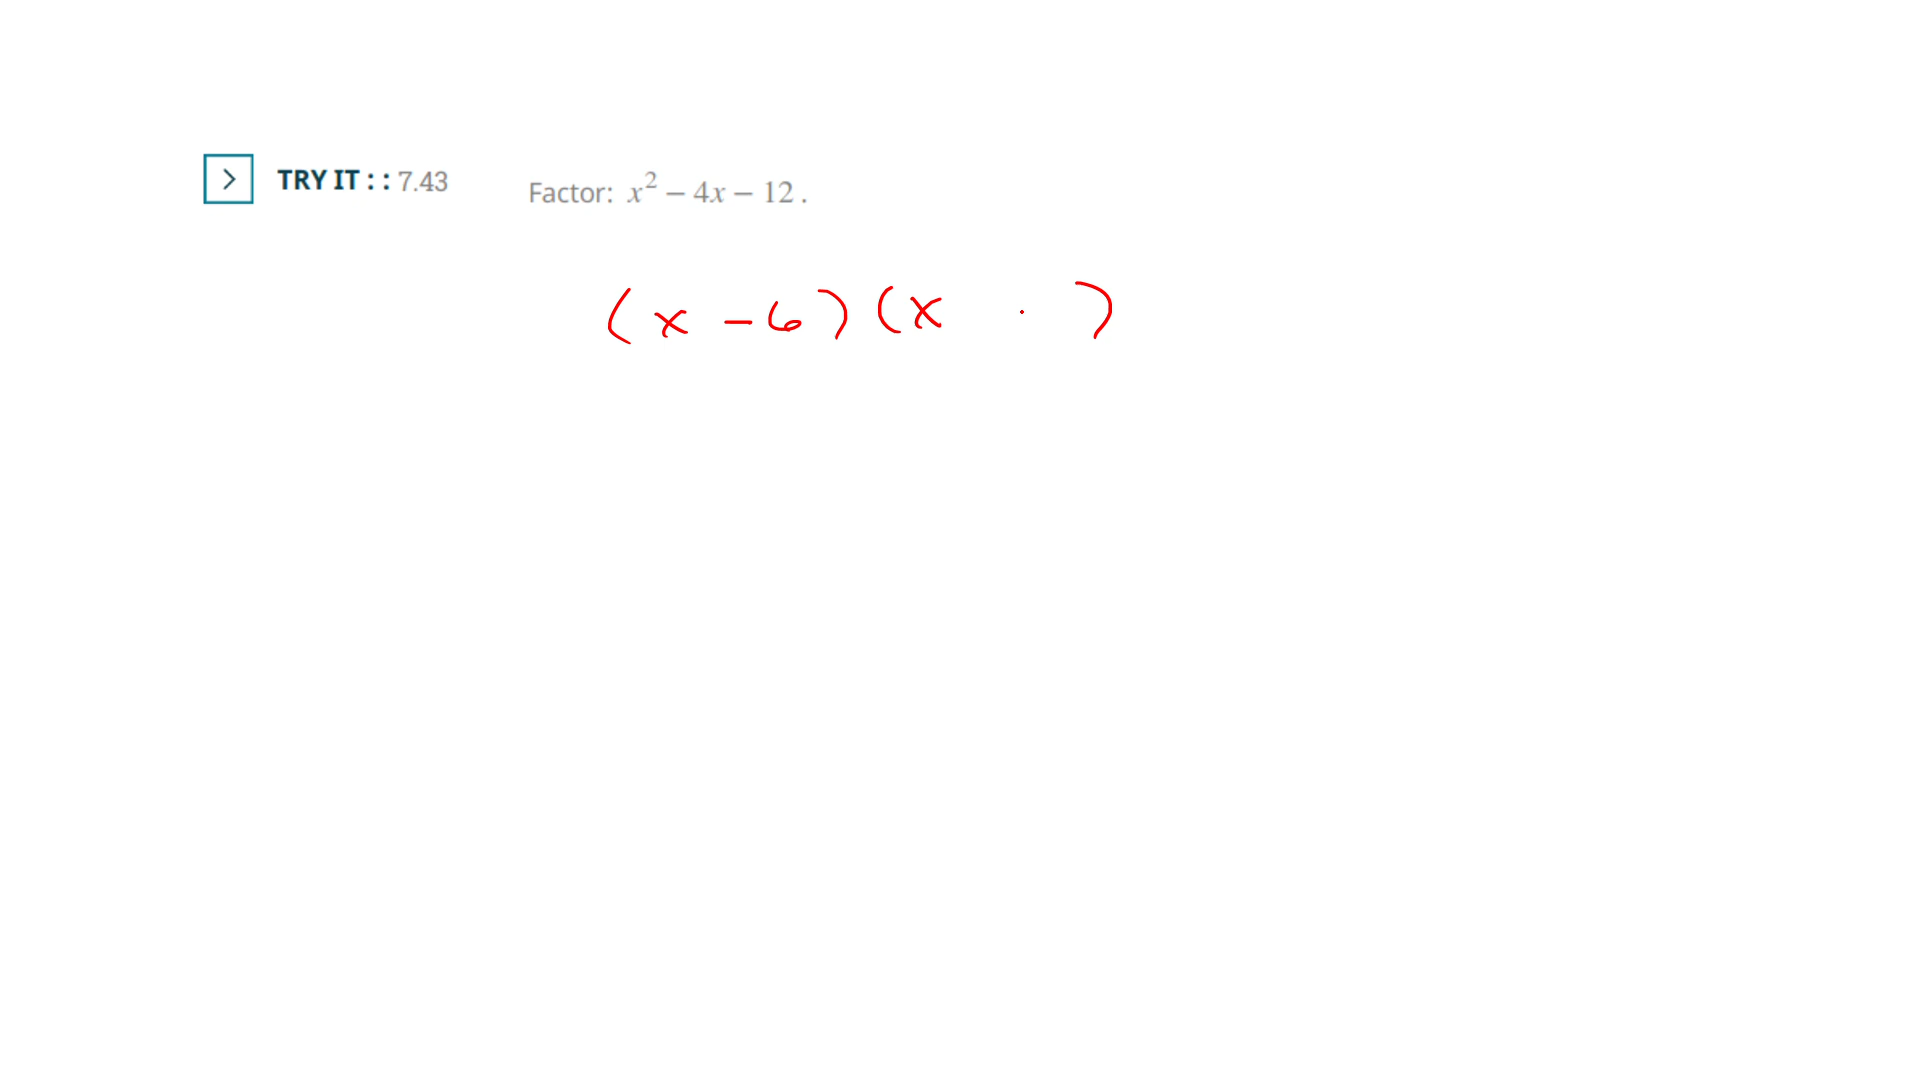 > TRY IT : : 7.43 Factor: x² − 4x − 12 .
(x − 6)(x · )